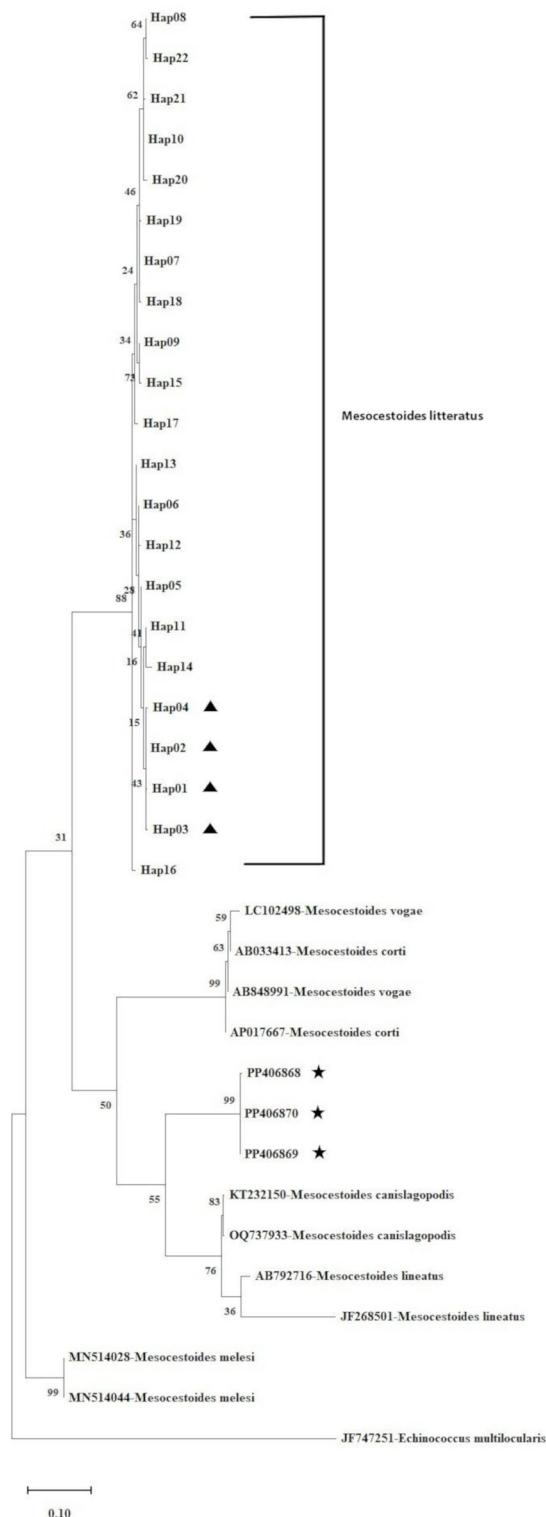 64
Hap08
Hap22
62
Hap21
Hap10
Hap20
46
Hap19
Hap07
24
Hap18
34
Hap09
73
Hap15
Mesocestoides litteratus
Hap17
Hap13
Hap06
36
Hap12
28
Hap05
88
Hap11
41
16
Hap14
Hap04
15
Hap02
43
Hap01
Hap03
31
Hap16
59
LC102498-Mesocestoides vogae
63
AB033413-Mesocestoides corti
99
AB848991-Mesocestoides vogae
AP017667-Mesocestoides corti
50
PP406868
99
PP406870
PP406869
55
83
KT232150-Mesocestoides canislagopodis
OQ737933-Mesocestoides canislagopodis
76
AB792716-Mesocestoides lineatus
36
JF268501-Mesocestoides lineatus
MN514028-Mesocestoides melesi
99
MN514044-Mesocestoides melesi
JF747251-Echinococcus multilocularis
0.10